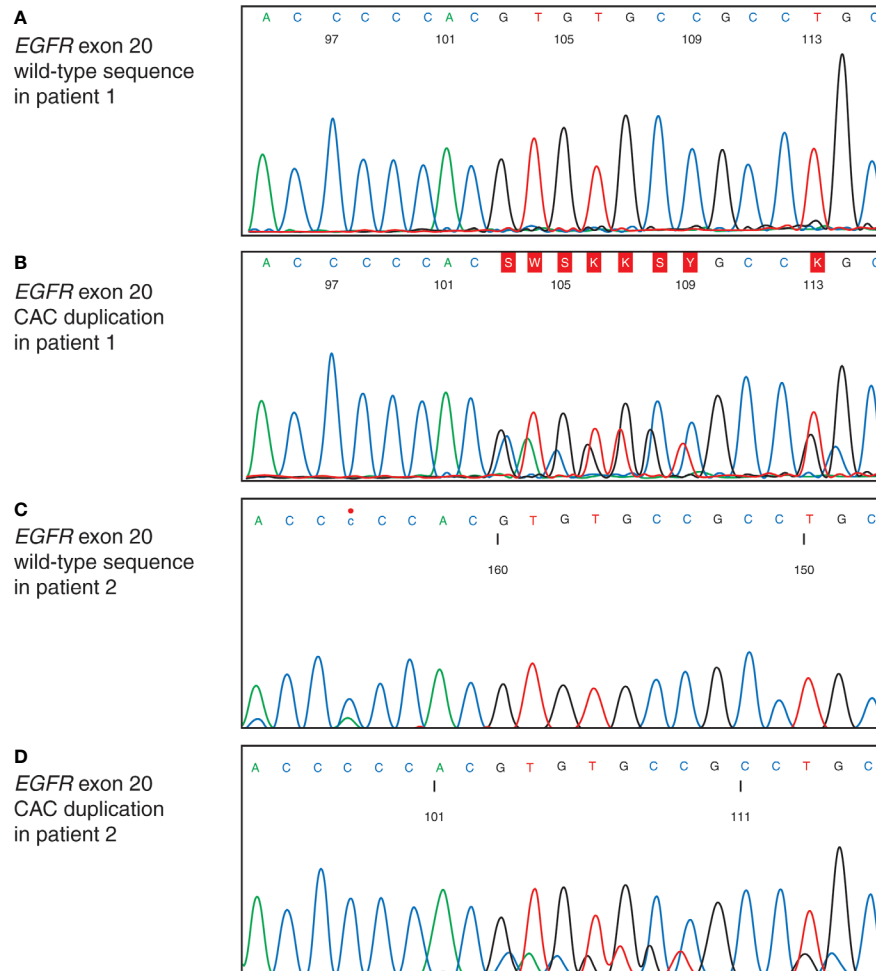 A
EGFR exon 20
wild-type sequence
in patient 1
A C C C C C A C G T G T G C C G C C T G C
97 101 105 109 113
B
EGFR exon 20
CAC duplication
in patient 1
A C C C C C A C S W S K K S Y G C C K G C
97 101 105 109 113
C
EGFR exon 20
wild-type sequence
in patient 2
A C C c C C A C G T G T G C C G C C T G C
160 150
D
EGFR exon 20
CAC duplication
in patient 2
A C C C C C A C G T G T G C C G C C T G C
101 111